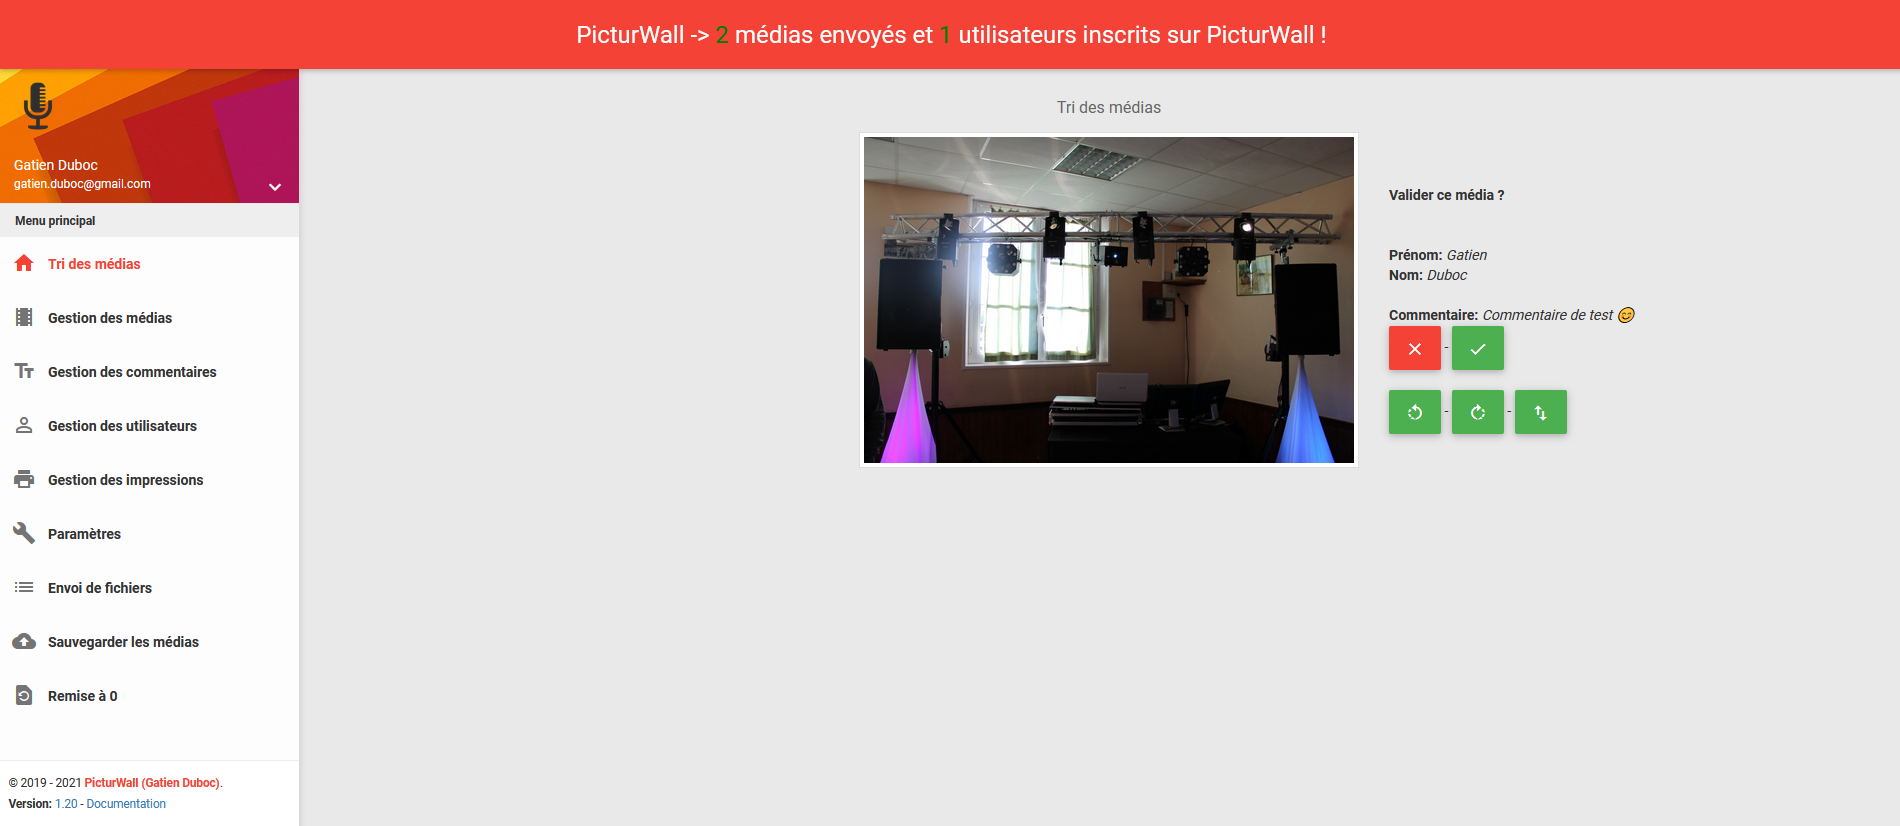 PicturWall -> 2 médias envoyés et 1 utilisateurs inscrits sur PicturWall !
Gatien Duboc
gatien.duboc@gmail.com
Menu principal
Tri des médias
Gestion des médias
Gestion des commentaires
Gestion des utilisateurs
Gestion des impressions
Paramètres
Envoi de fichiers
Sauvegarder les médias
Remise à 0
© 2019 - 2021 PicturWall (Gatien Duboc).
Version: 1.20 - Documentation
Tri des médias
Valider ce média ?
Prénom: Gatien
Nom: Duboc
Commentaire: Commentaire de test 😊
-
- -